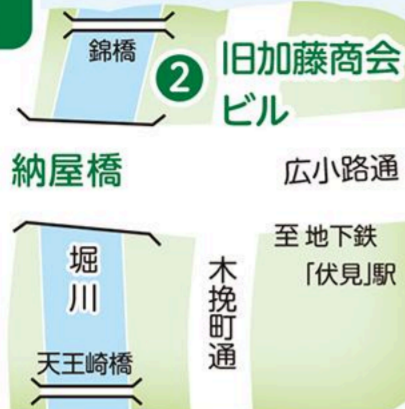 錦橋
2
旧加藤商会
ビル
納屋橋
広小路通
至 地下鉄
「伏見」駅
堀川
木挽町通
天王崎橋